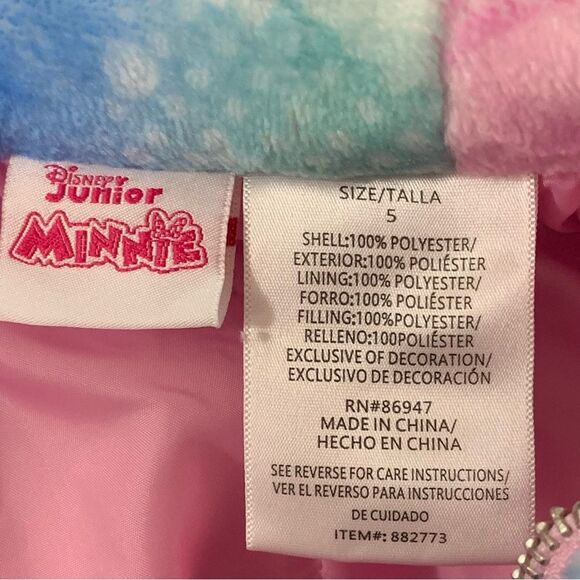 Disney
Junior
MINNIE
SIZE/TALLA
5
SHELL:100% POLYESTER/
EXTERIOR:100% POLIÉSTER
LINING:100% POLYESTER/
FORRO:100% POLIÉSTER
FILLING:100% POLYESTER/
RELLENO:100POLIÉSTER
EXCLUSIVE OF DECORATION/
EXCLUSIVO DE DECORACIÓN
RN#86947
MADE IN CHINA/
HECHO EN CHINA
SEE REVERSE FOR CARE INSTRUCTIONS/
VER EL REVERSO PARA INSTRUCCIONES
DE CUIDADO
ITEM#: 882773